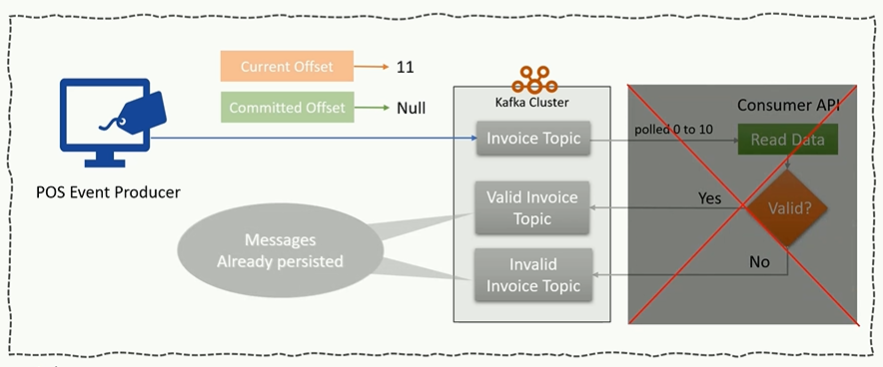 Current Offset
11
Kafka Cluster
Consumer API
Committed Offset
Null
Invoice Topic
polled 0 to 10
Read Data
POS Event Producer
Valid Invoice
Topic
Yes
Valid?
Messages
Already persisted
Invalid
Invoice Topic
No